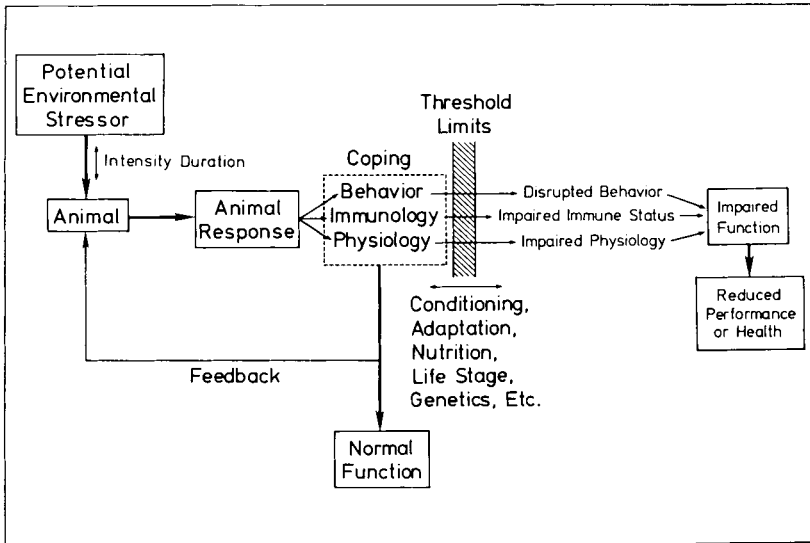 Potential
Environmental
Stressor
Intensity Duration
Animal
Animal
Response
Coping
Behavior
Immunology
Physiology
Threshold
Limits
Disrupted Behavior
Impaired Immune Status
Impaired Physiology
Impaired
Function
Reduced
Performance
or Health
Conditioning,
Adaptation,
Nutrition,
Life Stage,
Genetics, Etc.
Feedback
Normal
Function